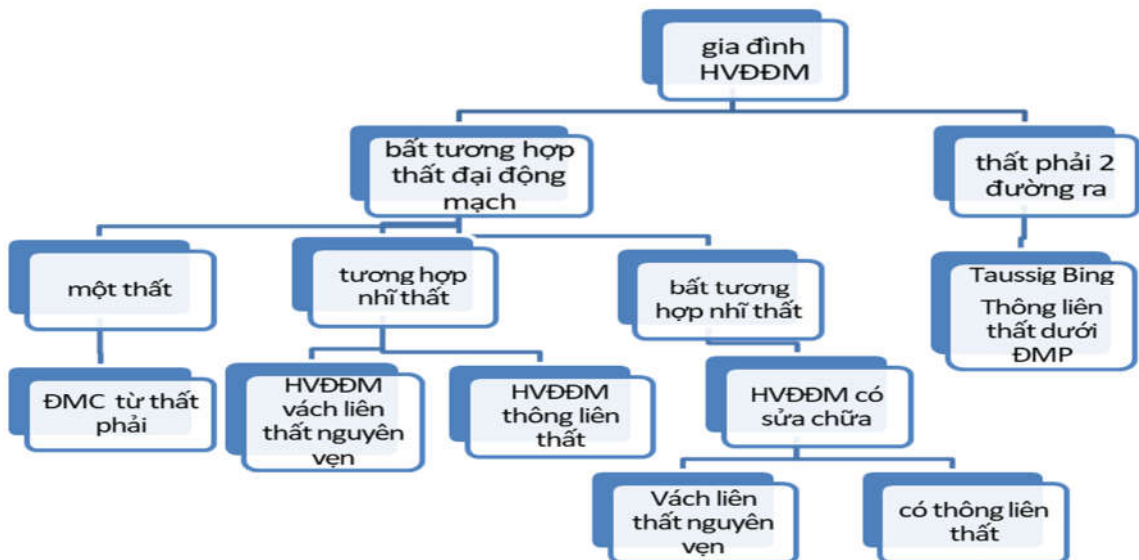 gia đình
HVĐĐM
bất tương hợp
thất đại động
mạch
thất phải 2
đường ra
một thất
tương hợp
nhĩ thất
bất tương
hợp nhĩ thất
Taussig Bing
Thông liên
thất dưới
ĐMP
ĐMC từ thất
phải
HVĐĐM
vách liên
thất nguyên
vẹn
HVĐĐM
thông liên
thất
HVĐĐM có
sửa chữa
Vách liên
thất nguyên
vẹn
có thông liên
thất